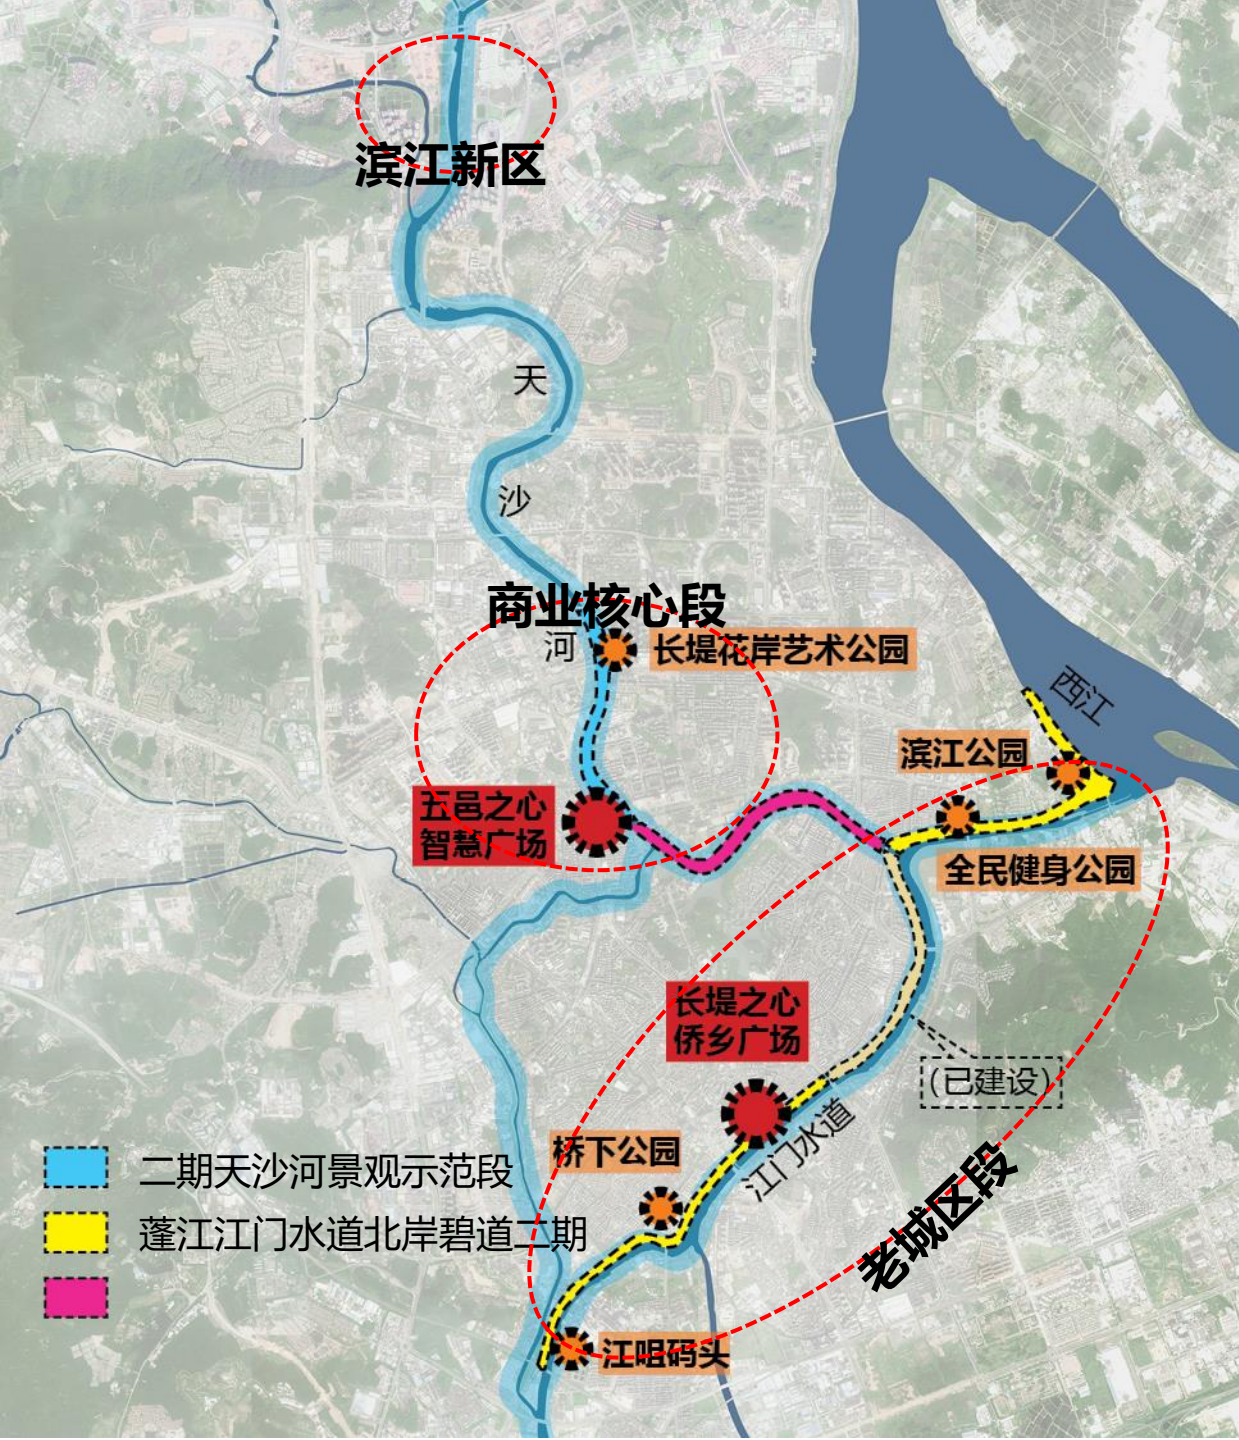 滨江新区
天
沙
商业核心段
河
长堤花岸艺术公园
西江
滨江公园
五邑之心
智慧广场
全民健身公园
长堤之心
侨乡广场
(已建设)
江门水道
桥下公园
老城区段
二期天沙河景观示范段
蓬江江门水道北岸碧道二期
江咀码头